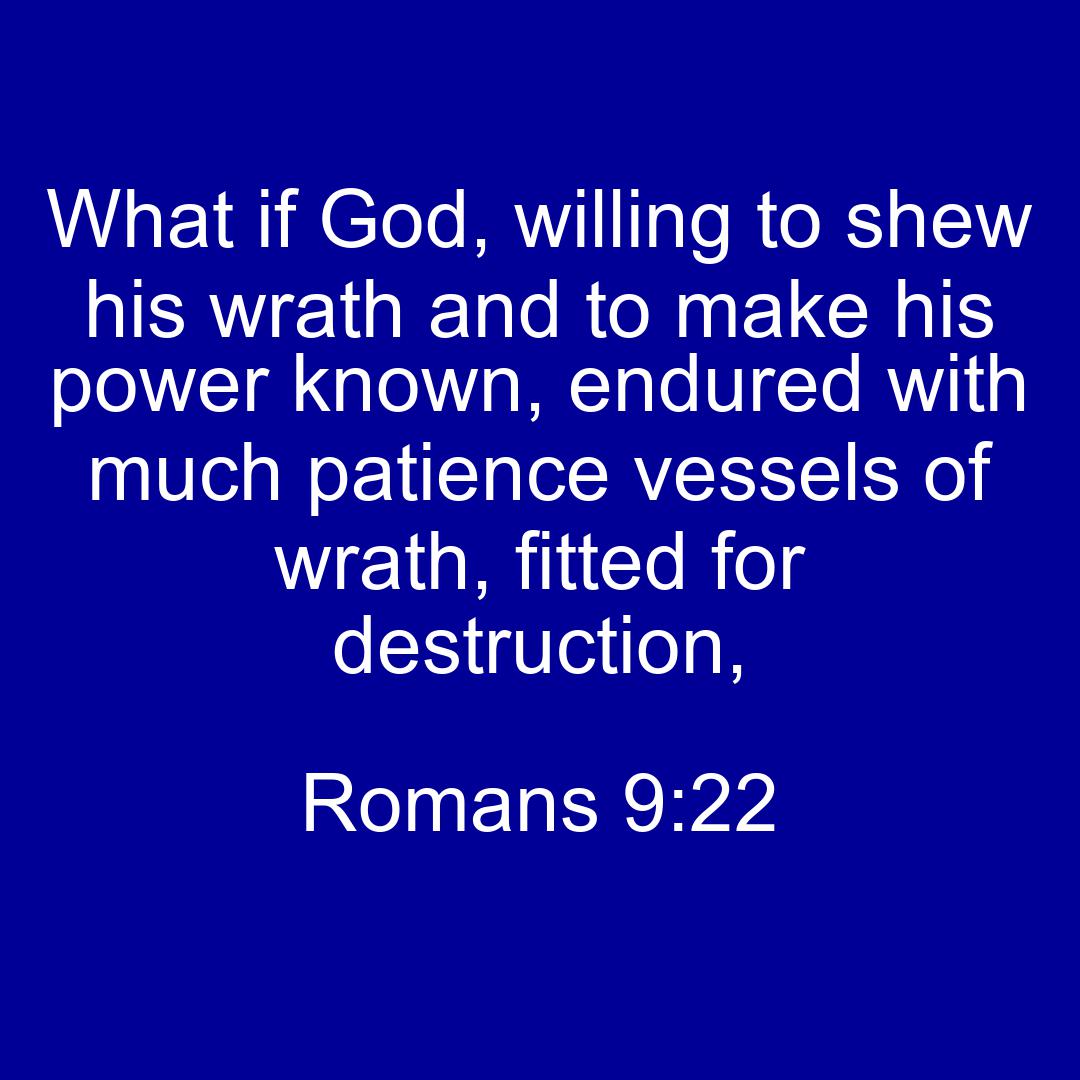 What if God, willing to shew
his wrath and to make his
power known, endured with
much patience vessels of
wrath, fitted for
destruction,
Romans 9:22